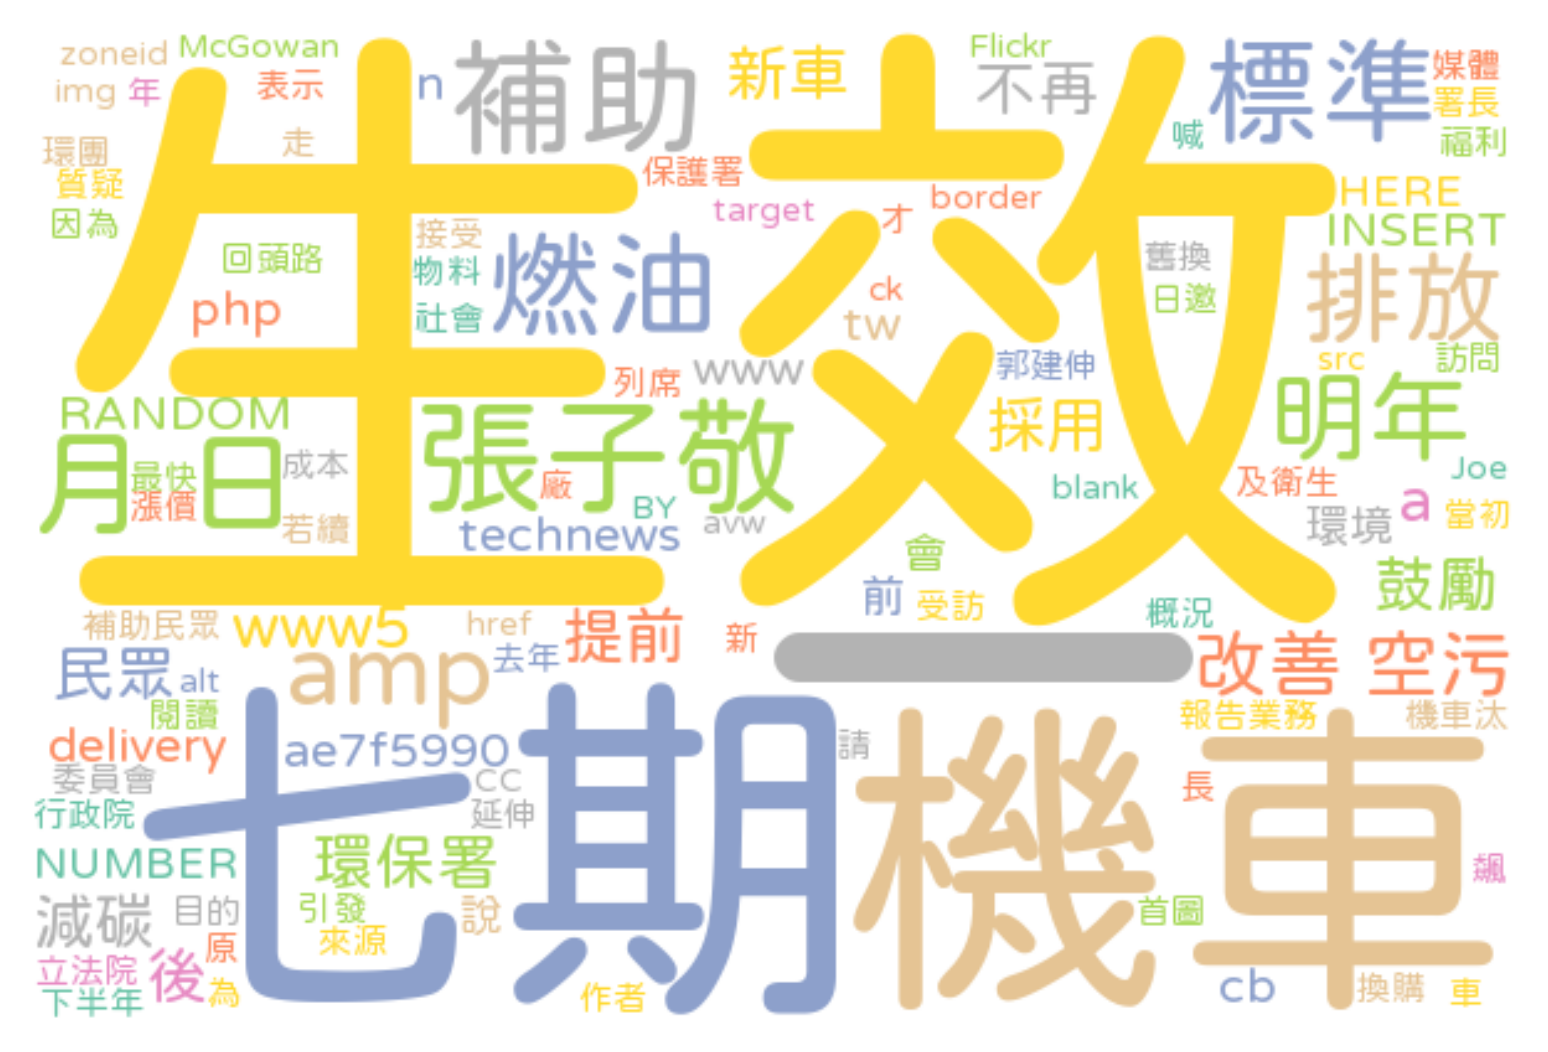 zoneid McGowan
img 年 表示
n 補助 新車
Flickr
不再 標準 媒體
署長
環團 走 喊 福利
質疑 保護署
因為 target 才 border HERE
INSERT
生效
回頭路 接受
物料 燃油 舊換 排放
php 社會 ck 日邀
tw
列席 www 郭建伸 src 訪問
RANDOM 張子敬 採用 明年
月日 最快 成本
漲價 廠 blank 及衛生 Joe
若續 BY a 當初
technews avw 環境
會 鼓勵
前 受訪 概況
補助民眾 www5 href 提前 新 一 改善 空污
民眾 alt amp 去年
閱讀 報告業務 機車汰
delivery ae7f5990 請
委員會 cc 長
行政院 延伸
七期 機車
NUMBER 環保署 飆
減碳 目的 引發 說 首圖
原 來源
立法院 後
下半年 為 作者 cb 換購 車